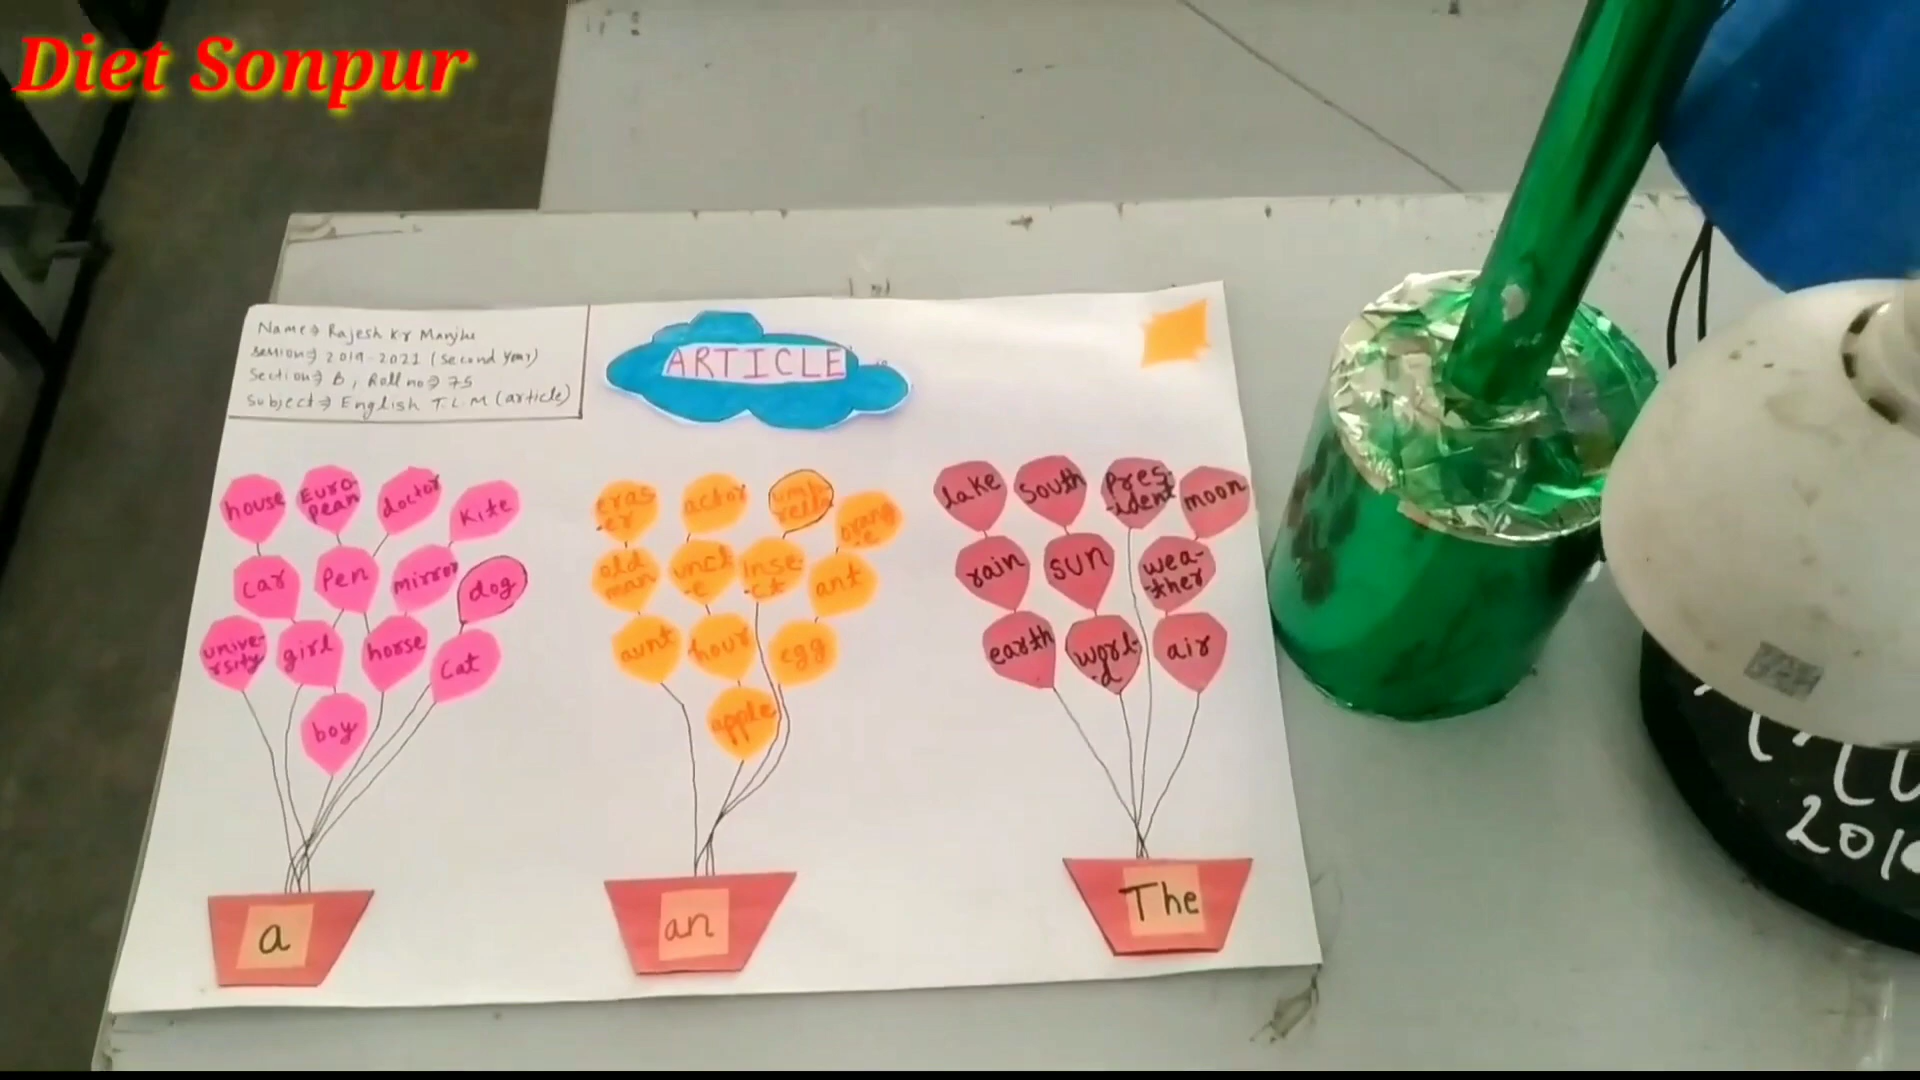 Diet Sonpur
Name → Rajesh Kr Manjhi
Session → 2019-2021 (Second Year)
Section → B, Roll no → 75
Subject → English T.L.M (article)
ARTICLE
house
Euro-
pean
doctor
kite
car
pen
mirror
dog
unive-
rsity
girl
horse
cat
boy
a
eras
-er
actor
umb
rella
orang
-e
old
man
uncl
-e
inse-
-ct
ant
aunt
hour
egg
apple
an
lake
south
pres-
-ident
moon
rain
sun
wea-
-ther
earth
worl-
-d
air
The